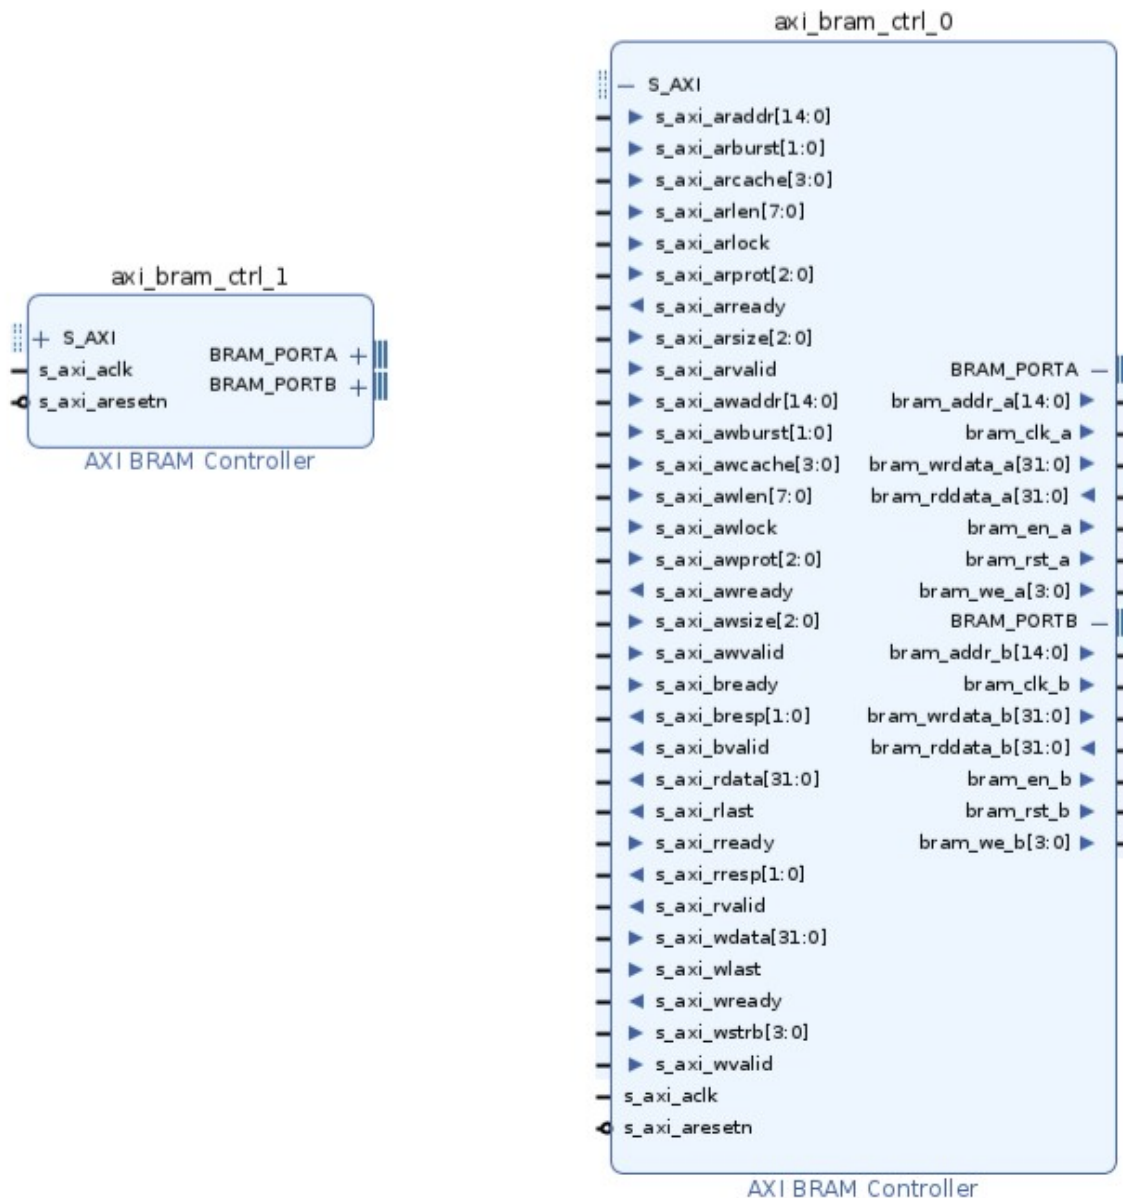 axi_bram_ctrl_1
+ S_AXI
s_axi_aclk
s_axi_aresetn
BRAM_PORTA +
BRAM_PORTB +
AXI BRAM Controller
axi_bram_ctrl_0
S_AXI
s_axi_araddr[14:0]
s_axi_arburst[1:0]
s_axi_arcache[3:0]
s_axi_arlen[7:0]
s_axi_arlock
s_axi_arprot[2:0]
s_axi_arready
s_axi_arsize[2:0]
s_axi_arvalid
s_axi_awaddr[14:0]
s_axi_awburst[1:0]
s_axi_awcache[3:0]
s_axi_awlen[7:0]
s_axi_awlock
s_axi_awprot[2:0]
s_axi_awready
s_axi_awsize[2:0]
s_axi_awvalid
s_axi_bready
s_axi_bresp[1:0]
s_axi_bvalid
s_axi_rdata[31:0]
s_axi_rlast
s_axi_rready
s_axi_rresp[1:0]
s_axi_rvalid
s_axi_wdata[31:0]
s_axi_wlast
s_axi_wready
s_axi_wstrb[3:0]
s_axi_wvalid
s_axi_aclk
s_axi_aresetn
BRAM_PORTA
bram_addr_a[14:0]
bram_clk_a
bram_wrdata_a[31:0]
bram_rddata_a[31:0]
bram_en_a
bram_rst_a
bram_we_a[3:0]
BRAM_PORTB
bram_addr_b[14:0]
bram_clk_b
bram_wrdata_b[31:0]
bram_rddata_b[31:0]
bram_en_b
bram_rst_b
bram_we_b[3:0]
AXI BRAM Controller